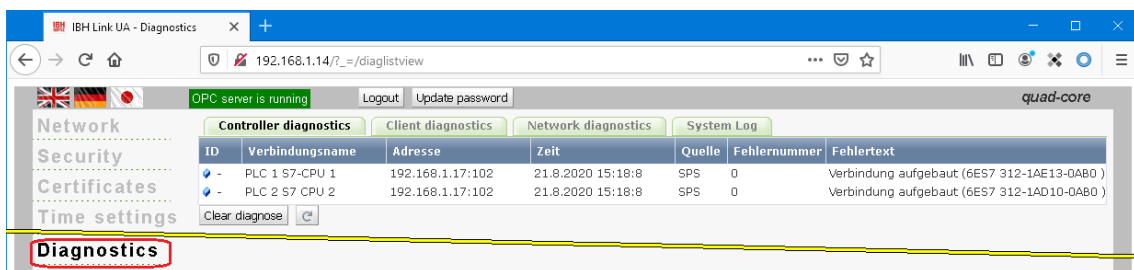 IBH IBH Link UA - Diagnostics
192.168.1.14/?_=/diaglistview
OPC server is running Logout Update password quad-core
Network
Security
Certificates
Time settings
Diagnostics
Controller diagnostics Client diagnostics Network diagnostics System Log
ID Verbindungsname Adresse Zeit Quelle Fehlernummer Fehlertext
- PLC 1 S7-CPU 1 192.168.1.17:102 21.8.2020 15:18:8 SPS 0 Verbindung aufgebaut (6ES7 312-1AE13-0AB0 )
- PLC 2 S7 CPU 2 192.168.1.17:102 21.8.2020 15:18:8 SPS 0 Verbindung aufgebaut (6ES7 312-1AD10-0AB0 )
Clear diagnose